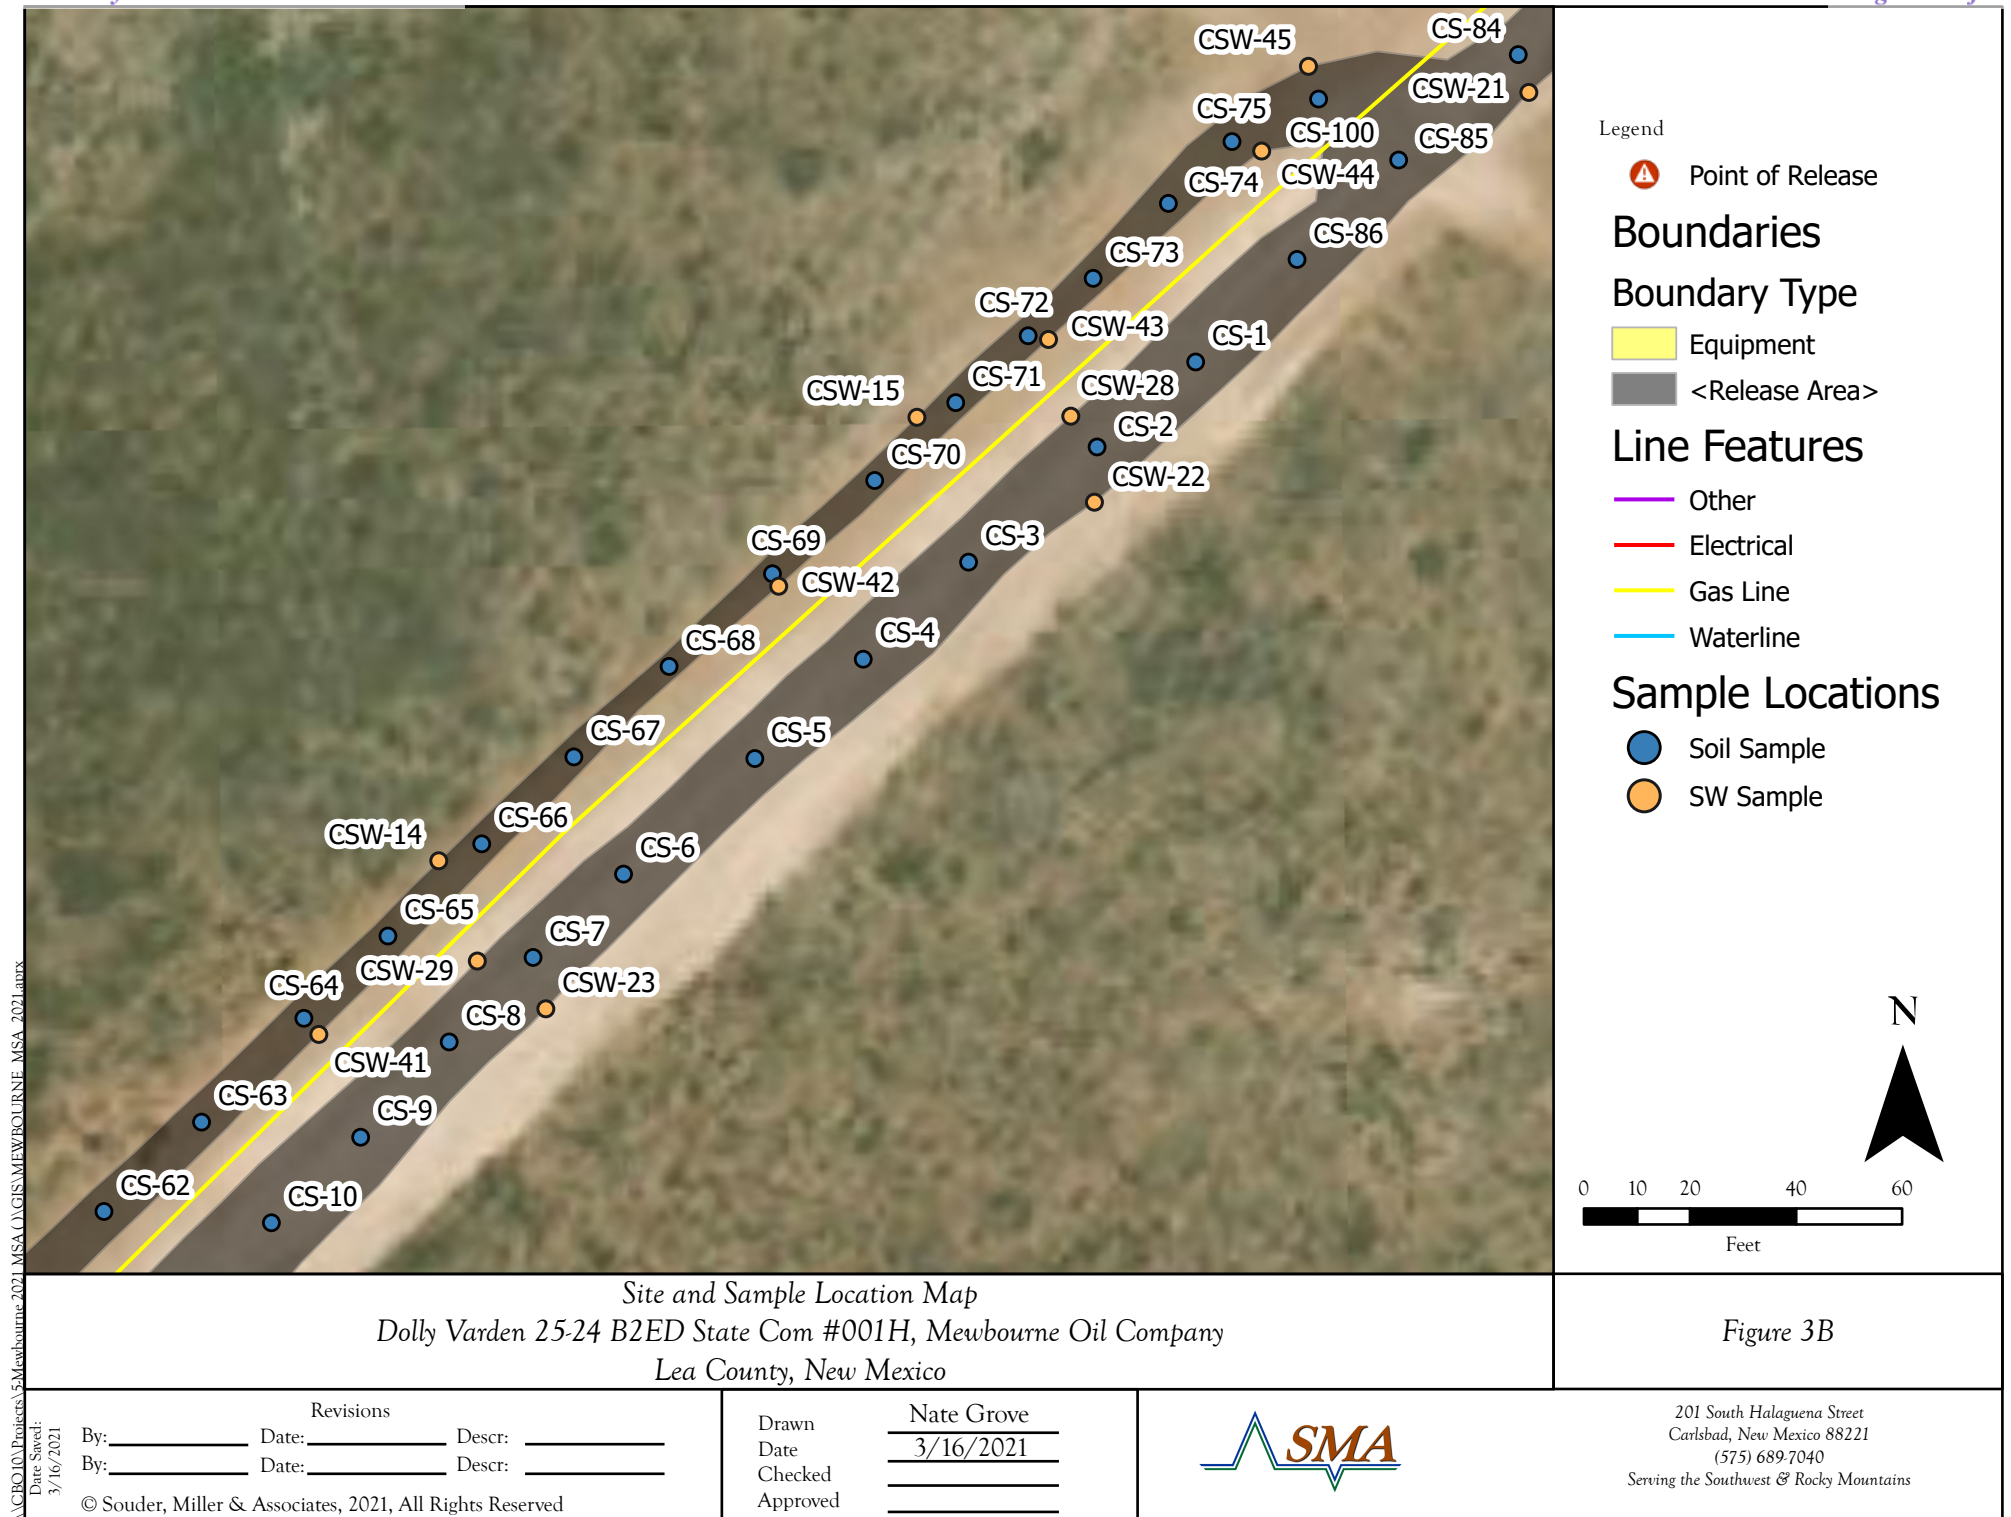 CS-84
CSW-45
CSW-21
CS-75
CS-100
CS-85
CSW-44
CS-74
CS-86
CS-73
CS-72
CSW-43
CS-1
CS-71
CSW-28
CSW-15
CS-2
CS-70
CSW-22
CS-3
CS-69
CSW-42
CS-4
CS-68
CS-67
CS-5
CS-66
CSW-14
CS-6
CS-65
CS-7
CSW-29
CSW-23
CS-64
CS-8
CSW-41
CS-63
CS-9
CS-62
CS-10
Legend
Point of Release
Boundaries
Boundary Type
Equipment
<Release Area>
Line Features
Other
Electrical
Gas Line
Waterline
Sample Locations
Soil Sample
SW Sample
N
0 10 20 40 60
Feet
Site and Sample Location Map
Dolly Varden 25-24 B2ED State Com #001H, Mewbourne Oil Company
Lea County, New Mexico
Figure 3B
Revisions
By: Date: Descr:
By: Date: Descr:
© Souder, Miller & Associates, 2021, All Rights Reserved
Drawn Nate Grove
Date 3/16/2021
Checked
Approved
SMA
201 South Halaguena Street
Carlsbad, New Mexico 88221
(575) 689-7040
Serving the Southwest & Rocky Mountains
Date Saved:
3/16/2021